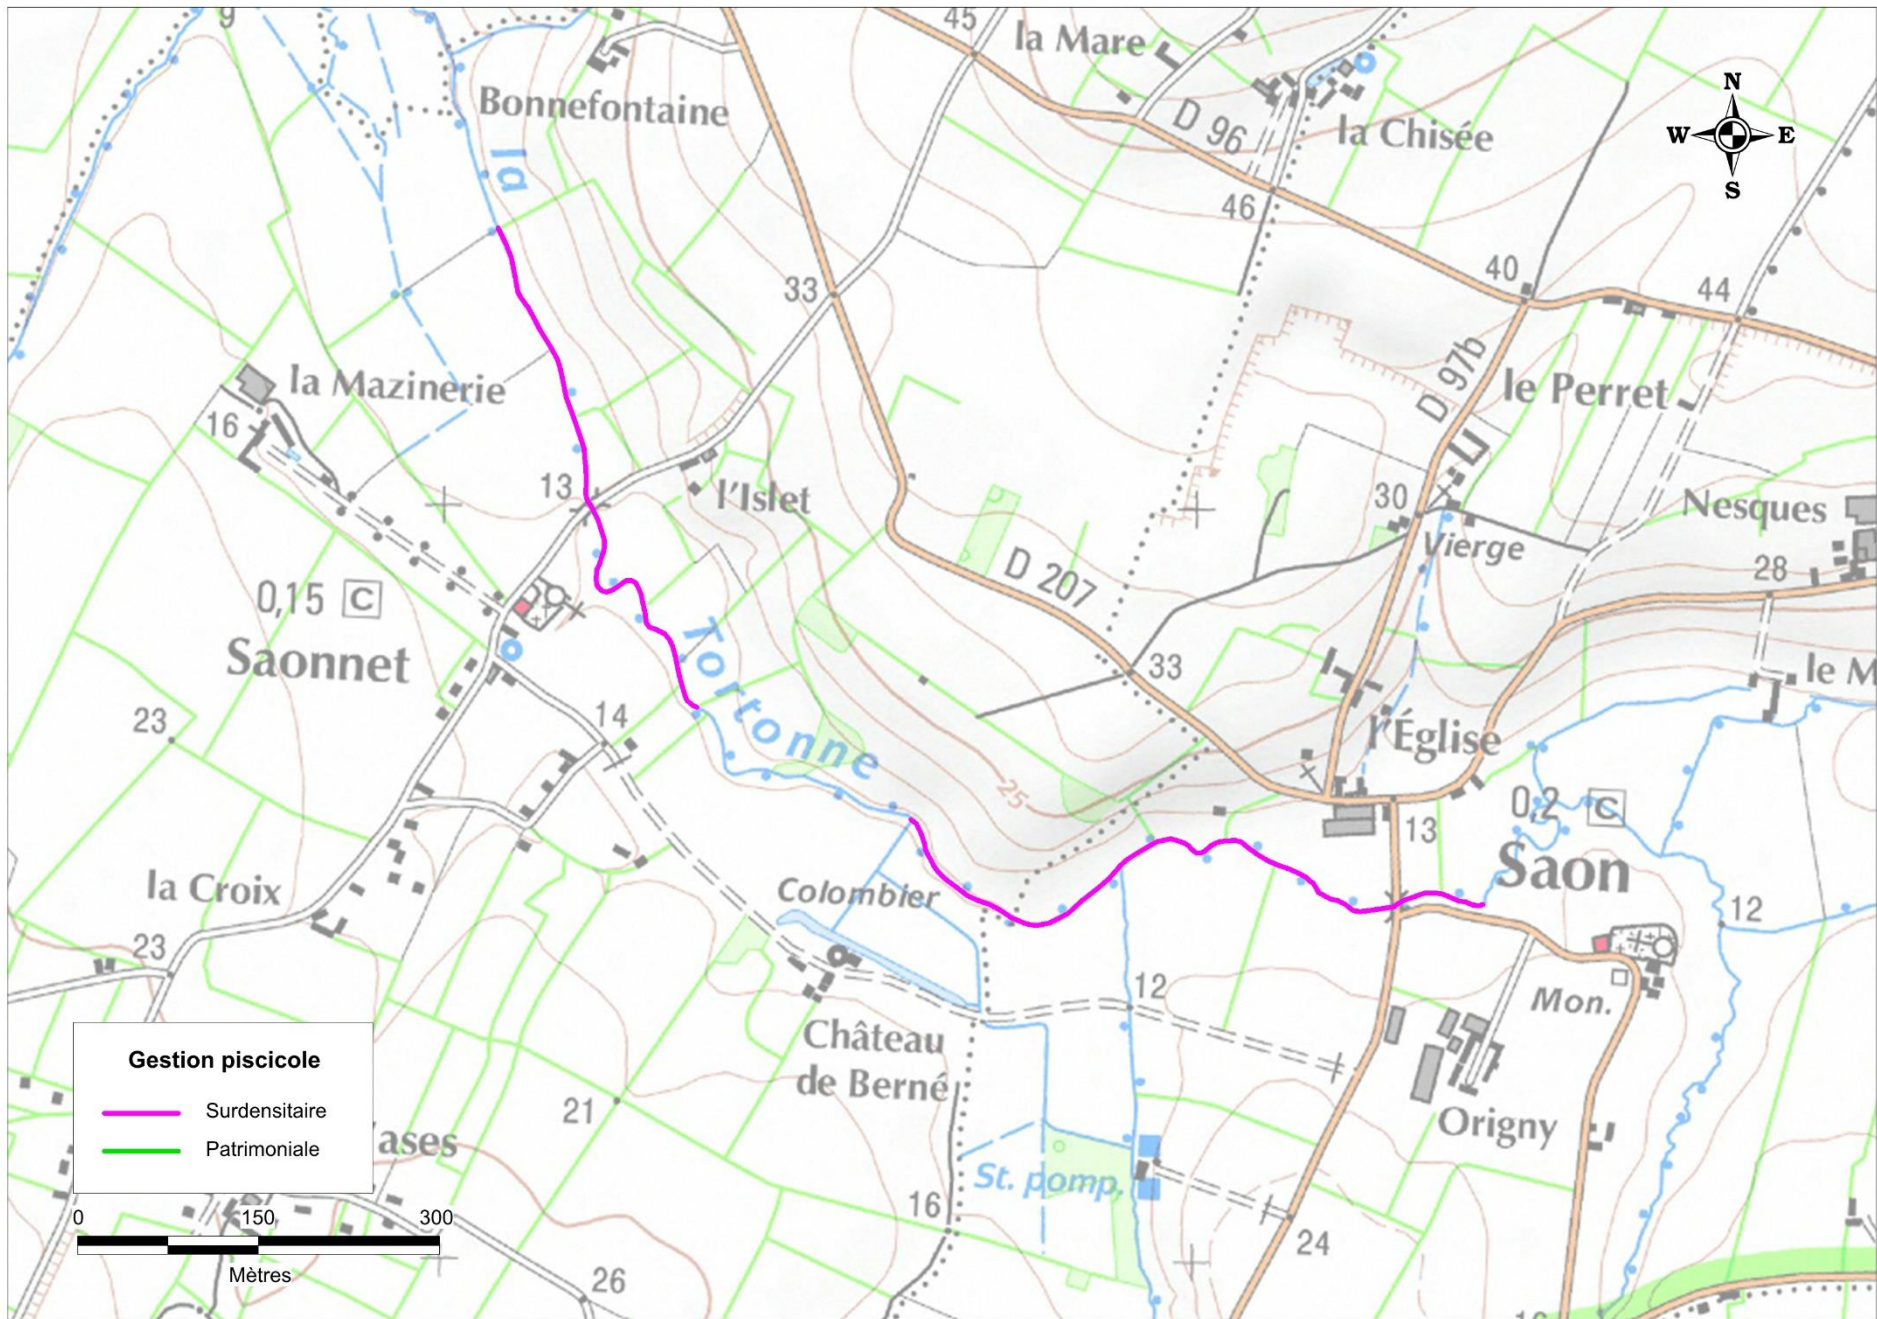 9
45
la Mare
N
Bonnefontaine
D 96
la Chisée
W
E
S
la
46
33
40
44
D 97b
la Mazinerie
le Perret
16
13
l'Islet
30
Nesques
Vierge
28
0,15 C
D 207
Saonnet
Tortonne
33
le M
23
14
l'Église
25
0,2 C
13
Saon
la Croix
Colombier
12
23
12
Mon.
Château
de Berné
Gestion piscicole
Surdensitaire
Patrimoniale
21
Origny
ases
St. pomp.
16
0
150
300
24
Mètres
26